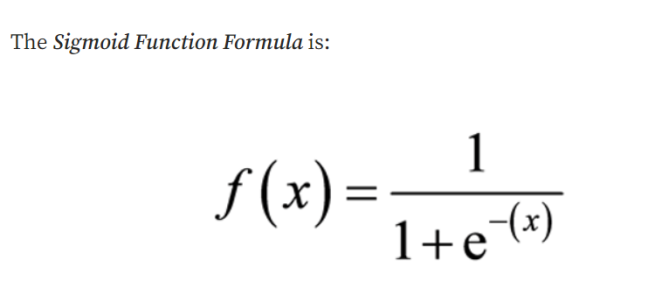 The Sigmoid Function Formula is:
f(x) = 1 / 1+e^-(x)